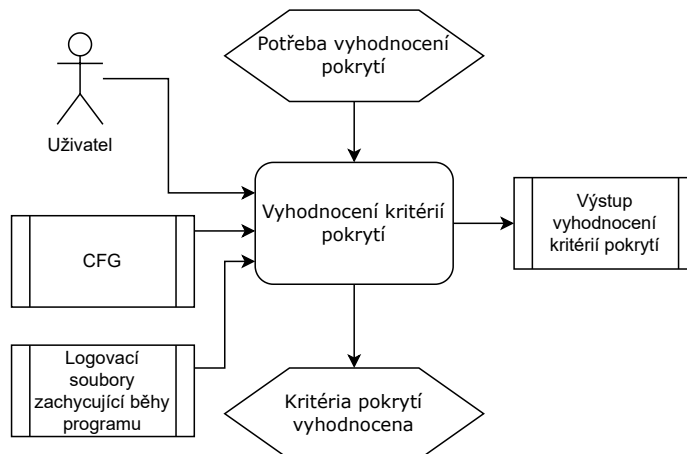 Potřeba vyhodnocení
pokrytí
Uživatel
Vyhodnocení kritérií
pokrytí
Výstup
vyhodnocení
kritérií pokrytí
CFG
Logovací
soubory
zachycující běhy
programu
Kritéria pokrytí
vyhodnocena